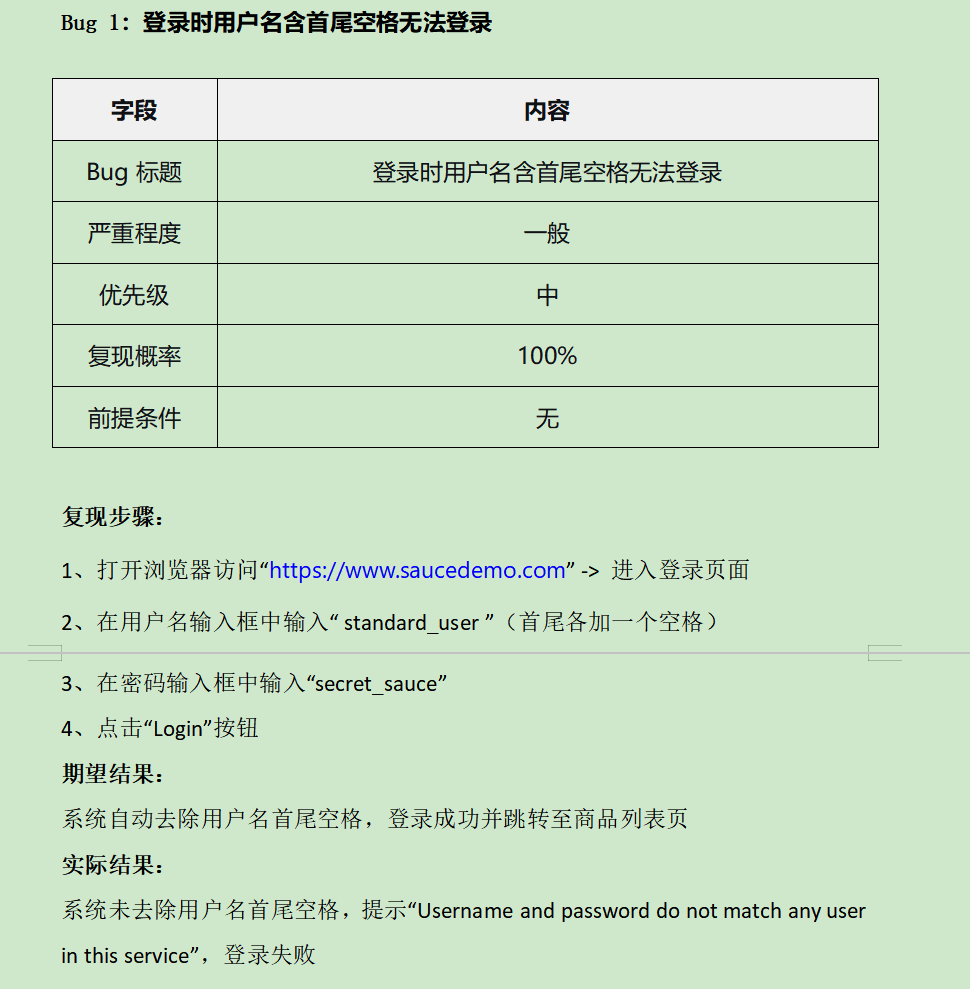 Bug 1：登录时用户名含首尾空格无法登录
字段 内容
Bug 标题 登录时用户名含首尾空格无法登录
严重程度 一般
优先级 中
复现概率 100%
前提条件 无
复现步骤：
1、打开浏览器访问“https://www.saucedemo.com” -> 进入登录页面
2、在用户名输入框中输入“ standard_user ”（首尾各加一个空格）
3、在密码输入框中输入“secret_sauce”
4、点击“Login”按钮
期望结果：
系统自动去除用户名首尾空格，登录成功并跳转至商品列表页
实际结果：
系统未去除用户名首尾空格，提示“Username and password do not match any user
in this service”，登录失败